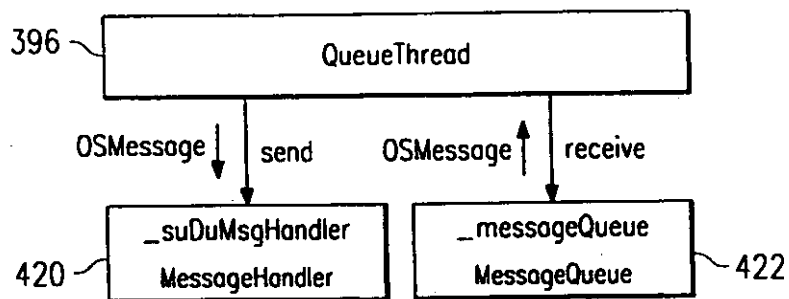 396
QueueThread
OSMessage send
OSMessage receive
_suDuMsgHandler
MessageHandler
420
_messageQueue
MessageQueue
422